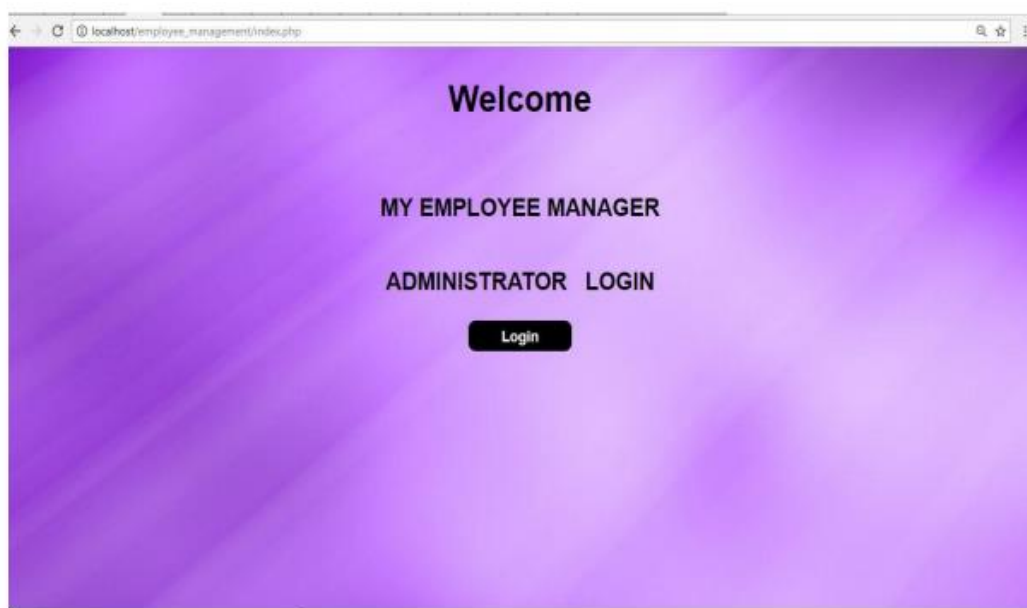 localhost/employee_management/index.php
Welcome
MY EMPLOYEE MANAGER
ADMINISTRATOR LOGIN
Login